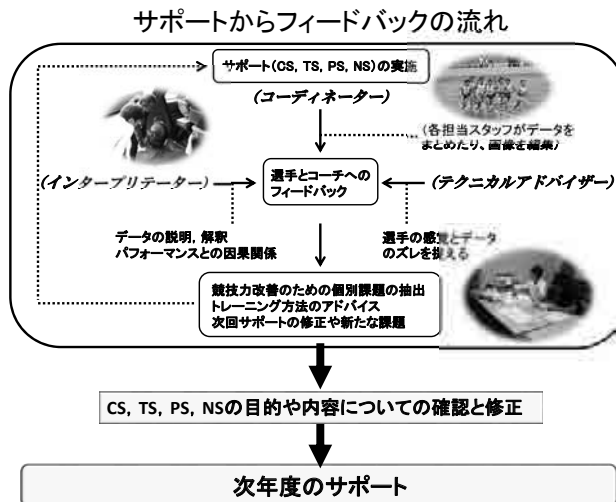 サポートからフィードバックの流れ
サポート（CS, TS, PS, NS）の実施
(コーディネーター)
(各担当スタッフがデータを
まとめたり、画像を編集)
(インタープリテーター)
選手とコーチへの
フィードバック
(テクニカルアドバイザー)
データの説明，解釈
パフォーマンスとの因果関係
選手の感覚とデータ
のズレを捉える
競技力改善のための個別課題の抽出
トレーニング方法のアドバイス
次回サポートの修正や新たな課題
CS, TS, PS, NSの目的や内容についての確認と修正
次年度のサポート